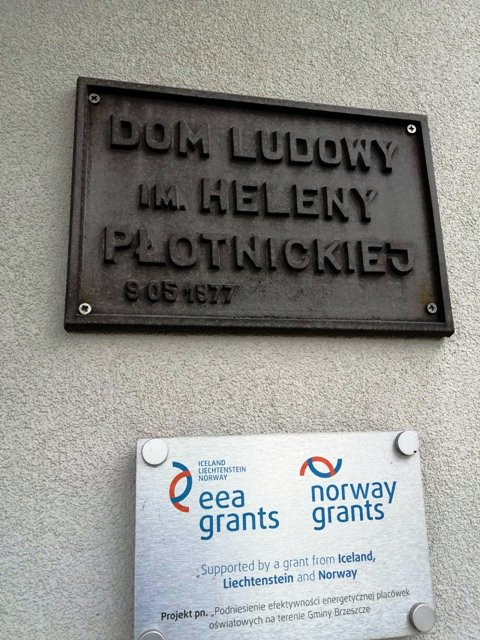 DOM LUDOWY
IM. HELENY
PŁOTNICKIEJ
9 05 1977
ICELAND
LIECHTENSTEIN
NORWAY
eea
grants
norway
grants
Supported by a grant from Iceland,
Liechtenstein and Norway
Projekt pn. „Podniesienie efektywności energetycznej placówek
oświatowych na terenie Gminy Brzeszcze